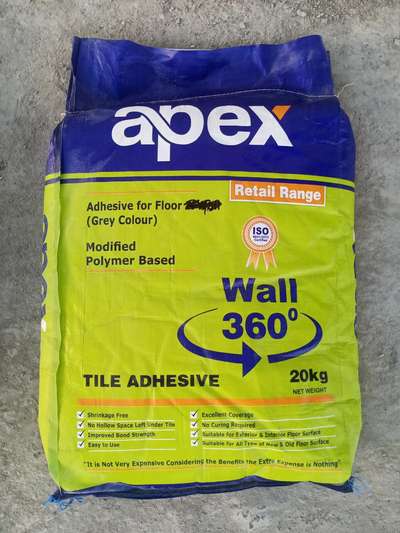 apex
Retail Range
Adhesive for Floor
(Grey Colour)
ISO
Certified
Modified
Polymer Based
Wall
360⁰
TILE ADHESIVE
20kg
NET WEIGHT
Shrinkage Free
No Hollow Space Left Under Tile
Improved Bond Strength
Easy to Use
Excellent Coverage
No Curing Required
Suitable for Exterior & Interior Floor Surface
Suitable for All Type of New & Old Floor Surface
"It is Not Very Expensive Considering the Benefits the Extra Expense is Nothing"